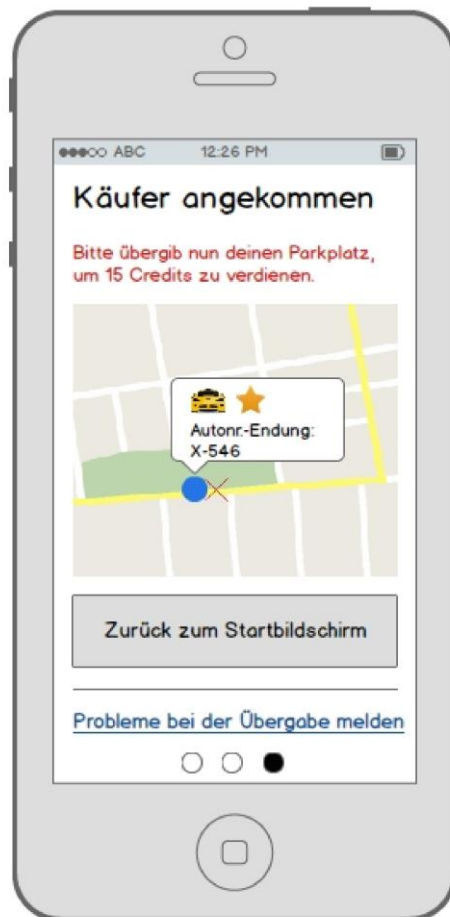 ABC 12:26 PM
Käufer angekommen
Bitte übergib nun deinen Parkplatz,
um 15 Credits zu verdienen.
Autonr.-Endung:
X-546
Zurück zum Startbildschirm
Probleme bei der Übergabe melden